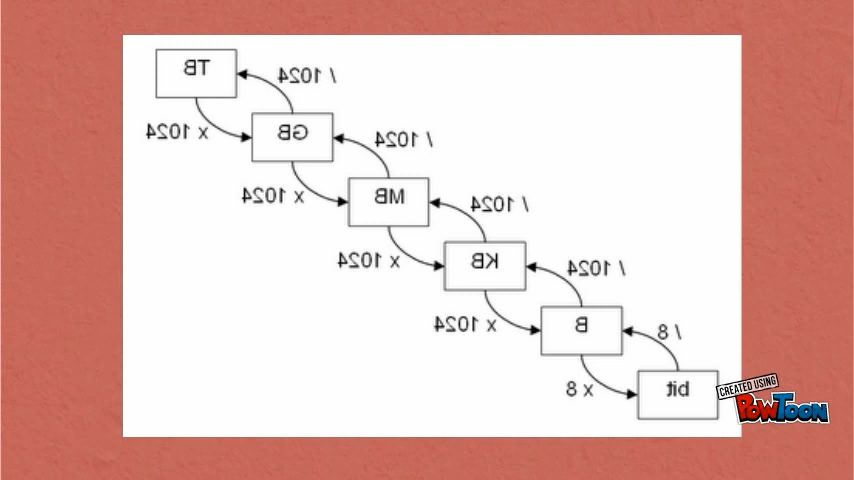 TB
/ 1024
x 1024
GB
/ 1024
x 1024
MB
/ 1024
x 1024
KB
/ 1024
x 1024
B
/ 8
x 8
bit
CREATED USING
POWTOON